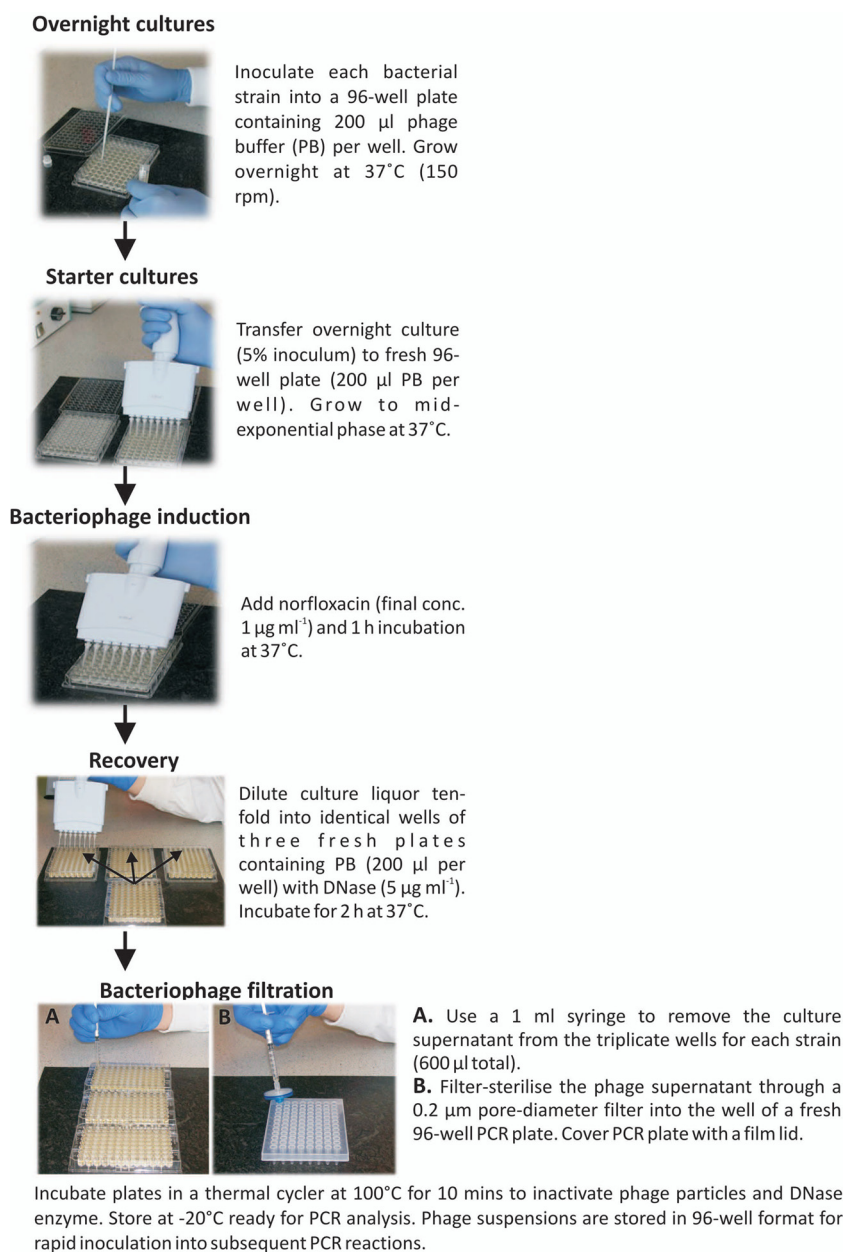 Overnight cultures
Inoculate each bacterial
strain into a 96-well plate
containing 200 µl phage
buffer (PB) per well. Grow
overnight at 37˚C (150
rpm).
Starter cultures
Transfer overnight culture
(5% inoculum) to fresh 96-
well plate (200 µl PB per
well). Grow to mid-
exponential phase at 37˚C.
Bacteriophage induction
Add norfloxacin (final conc.
1 µg ml⁻¹) and 1 h incubation
at 37˚C.
Recovery
Dilute culture liquor ten-
fold into identical wells of
three fresh plates
containing PB (200 µl per
well) with DNase (5 µg ml⁻¹).
Incubate for 2 h at 37˚C.
Bacteriophage filtration
A
B
A. Use a 1 ml syringe to remove the culture
supernatant from the triplicate wells for each strain
(600 µl total).
B. Filter-sterilise the phage supernatant through a
0.2 µm pore-diameter filter into the well of a fresh
96-well PCR plate. Cover PCR plate with a film lid.
Incubate plates in a thermal cycler at 100°C for 10 mins to inactivate phage particles and DNase
enzyme. Store at -20°C ready for PCR analysis. Phage suspensions are stored in 96-well format for
rapid inoculation into subsequent PCR reactions.